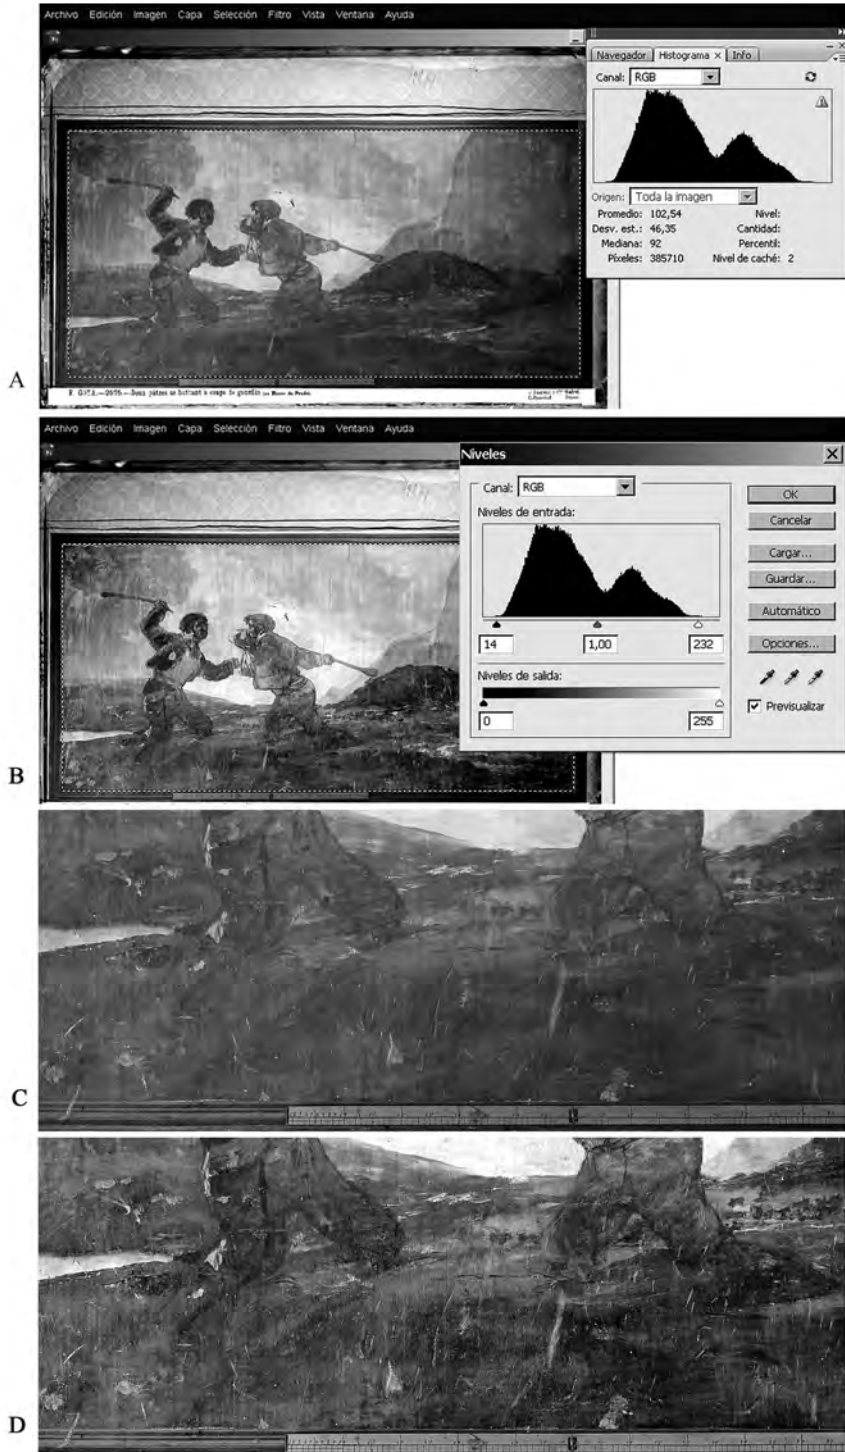 Archivo Edición Imagen Capa Selección Filtro Vista Ventana Ayuda
Navegador Histograma × Info
Canal: RGB
Origen: Toda la imagen
Promedio: 102,54 Nivel:
Desv. est.: 46,35 Cantidad:
Mediana: 92 Percentil:
Píxeles: 385710 Nivel de caché: 2
A
Archivo Edición Imagen Capa Selección Filtro Vista Ventana Ayuda
Niveles
Canal: RGB
Niveles de entrada:
14 1,00 232
Niveles de salida:
0 255
OK
Cancelar
Cargar...
Guardar...
Automático
Opciones...
Previsualizar
B
C
D